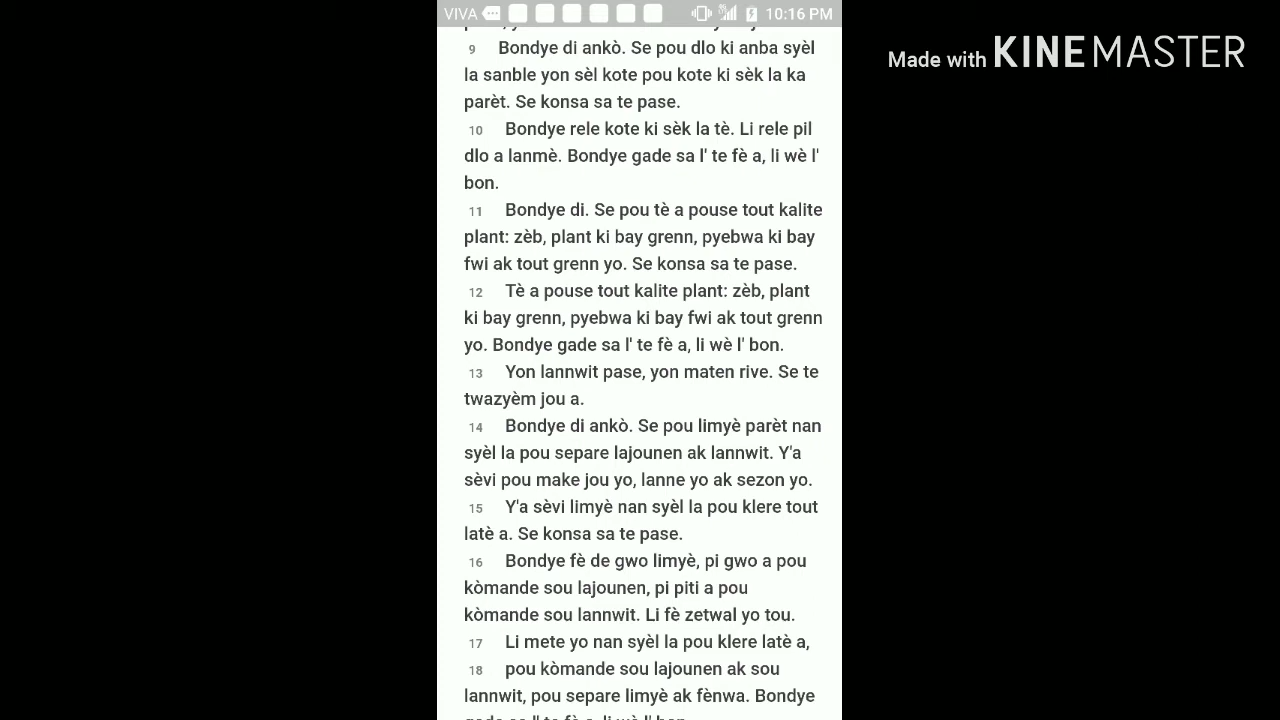 VIVA 10:16 PM
Made with KINEMASTER
9 Bondye di ankò. Se pou dlo ki anba syèl
la sanble yon sèl kote pou kote ki sèk la ka
parèt. Se konsa sa te pase.
10 Bondye rele kote ki sèk la tè. Li rele pil
dlo a lanmè. Bondye gade sa l' te fè a, li wè l'
bon.
11 Bondye di. Se pou tè a pouse tout kalite
plant: zèb, plant ki bay grenn, pyebwa ki bay
fwi ak tout grenn yo. Se konsa sa te pase.
12 Tè a pouse tout kalite plant: zèb, plant
ki bay grenn, pyebwa ki bay fwi ak tout grenn
yo. Bondye gade sa l' te fè a, li wè l' bon.
13 Yon lannwit pase, yon maten rive. Se te
twazyèm jou a.
14 Bondye di ankò. Se pou limyè parèt nan
syèl la pou separe lajounen ak lannwit. Y'a
sèvi pou make jou yo, lanne yo ak sezon yo.
15 Y'a sèvi limyè nan syèl la pou klere tout
latè a. Se konsa sa te pase.
16 Bondye fè de gwo limyè, pi gwo a pou
kòmande sou lajounen, pi piti a pou
kòmande sou lannwit. Li fè zetwal yo tou.
17 Li mete yo nan syèl la pou klere latè a,
18 pou kòmande sou lajounen ak sou
lannwit, pou separe limyè ak fènwa. Bondye